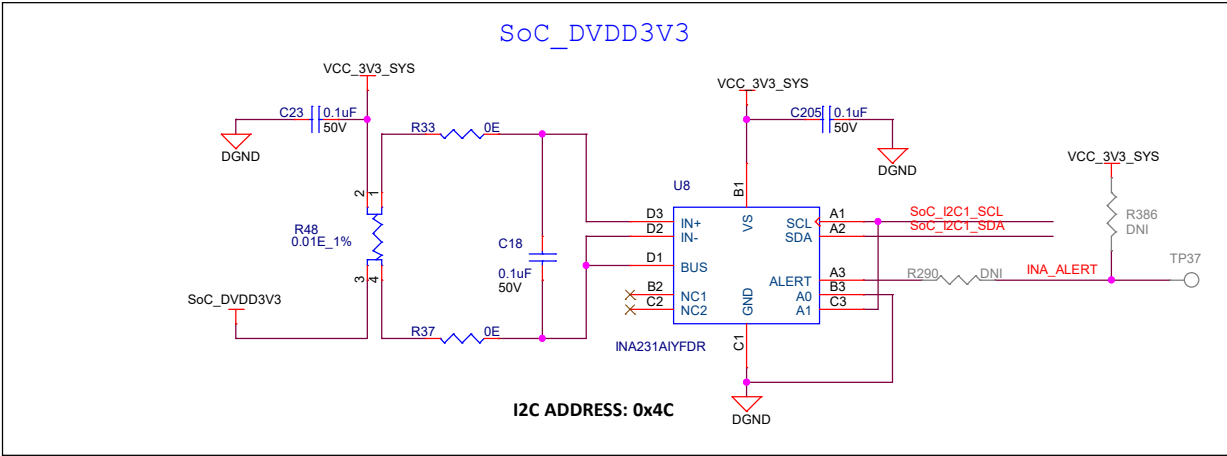 SoC_DVDD3V3
VCC_3V3_SYS
C23 0.1uF
50V
DGND
R33 0E
2 1
R48
0.01E_1%
3 4
SoC_DVDD3V3
R37 0E
C18
0.1uF
50V
VCC_3V3_SYS
C205 0.1uF
50V
DGND
U8
B1
VS
D3 IN+
D2 IN-
D1 BUS
B2 NC1
C2 NC2
SCL A1 SoC_I2C1_SCL
SDA A2 SoC_I2C1_SDA
ALERT A3
A0 B3
A1 C3
GND
C1
INA231AIYFDR
DGND
R290 DNI INA_ALERT
VCC_3V3_SYS
R386
DNI
TP37
I2C ADDRESS: 0x4C